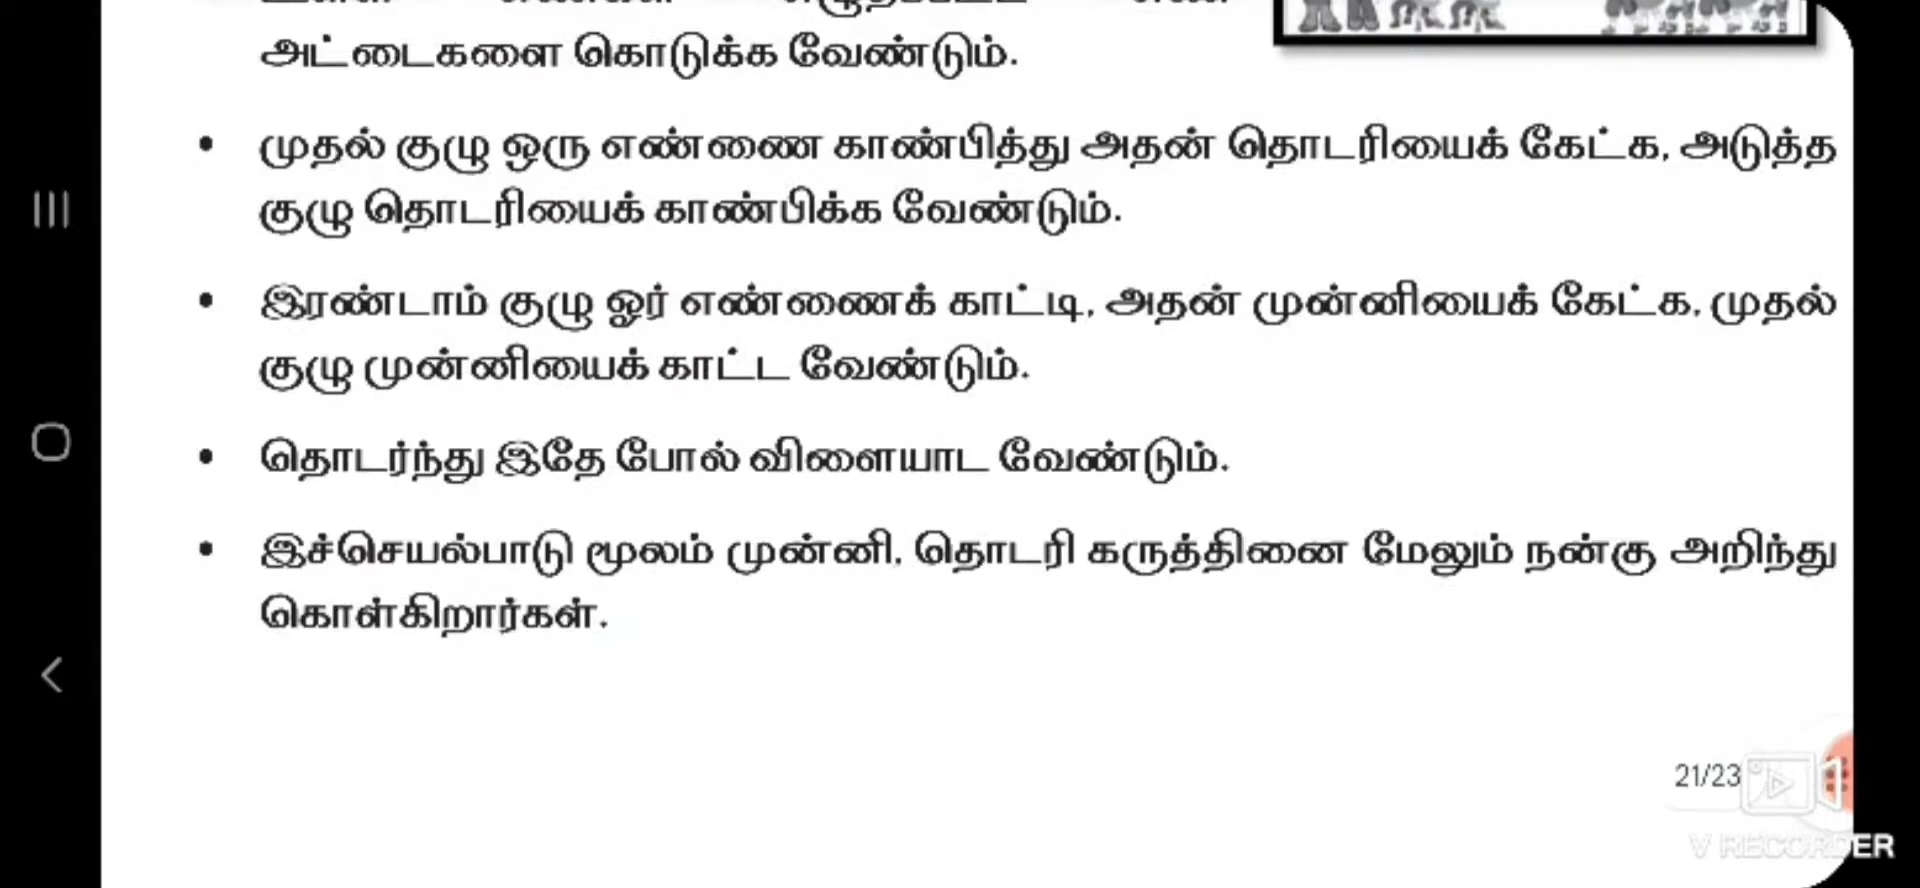 அட்டைகளை கொடுக்க வேண்டும்.
• முதல் குழு ஒரு எண்ணை காண்பித்து அதன் தொடரியைக் கேட்க, அடுத்த
குழு தொடரியைக் காண்பிக்க வேண்டும்.
• இரண்டாம் குழு ஓர் எண்ணைக் காட்டி, அதன் முன்னியைக் கேட்க, முதல்
குழு முன்னியைக் காட்ட வேண்டும்.
• தொடர்ந்து இதே போல் விளையாட வேண்டும்.
• இச்செயல்பாடு மூலம் முன்னி, தொடரி கருத்தினை மேலும் நன்கு அறிந்து
கொள்கிறார்கள்.
21/23
V RECORDER